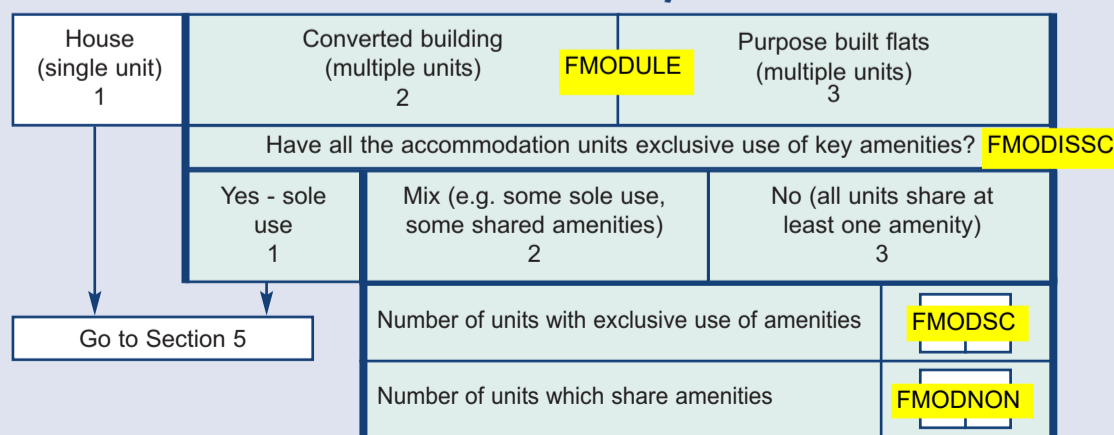 House
(single unit)
1
Converted building
(multiple units)
2
FMODULE
Purpose built flats
(multiple units)
3
Have all the accommodation units exclusive use of key amenities? FMODISSC
Yes - sole
use
1
Mix (e.g. some sole use,
some shared amenities)
2
No (all units share at
least one amenity)
3
Go to Section 5
Number of units with exclusive use of amenities FMODSC
Number of units which share amenities FMODNON